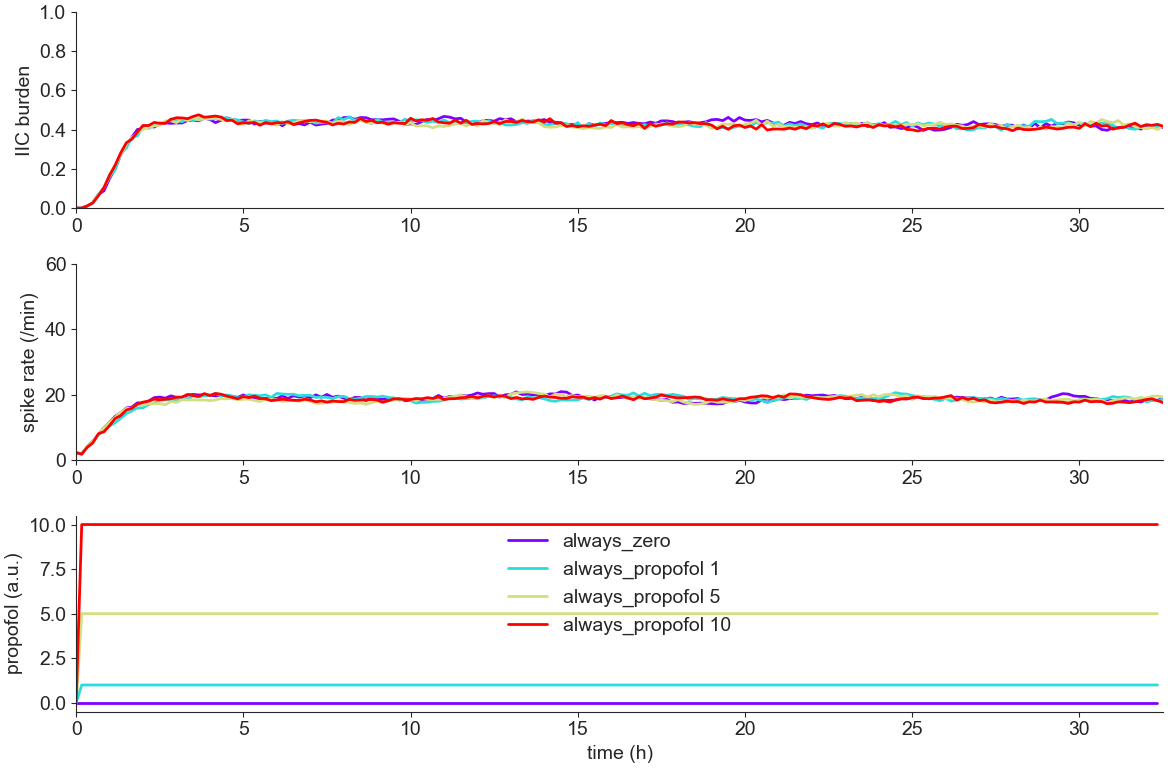 1.0
0.8
0.6
0.4
0.2
0.0
IIC burden
0 5 10 15 20 25 30
60
40
20
0
spike rate (/min)
0 5 10 15 20 25 30
10.0
7.5
5.0
2.5
0.0
propofol (a.u.)
always_zero
always_propofol 1
always_propofol 5
always_propofol 10
0 5 10 15 20 25 30
time (h)